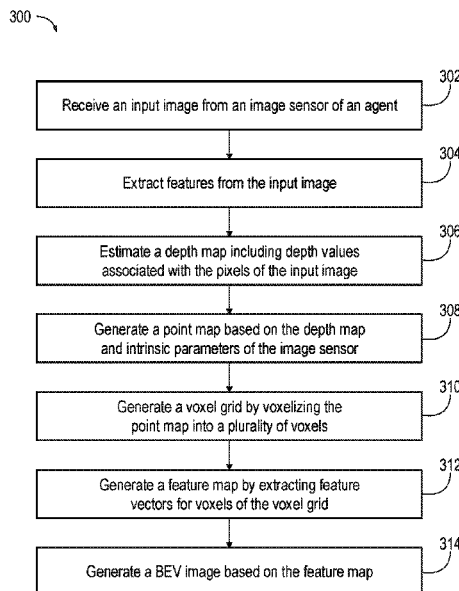 300
302
Receive an input image from an image sensor of an agent
304
Extract features from the input image
306
Estimate a depth map including depth values
associated with the pixels of the input image
308
Generate a point map based on the depth map
and intrinsic parameters of the image sensor
310
Generate a voxel grid by voxelizing the
point map into a plurality of voxels
312
Generate a feature map by extracting feature
vectors for voxels of the voxel grid
314
Generate a BEV image based on the feature map